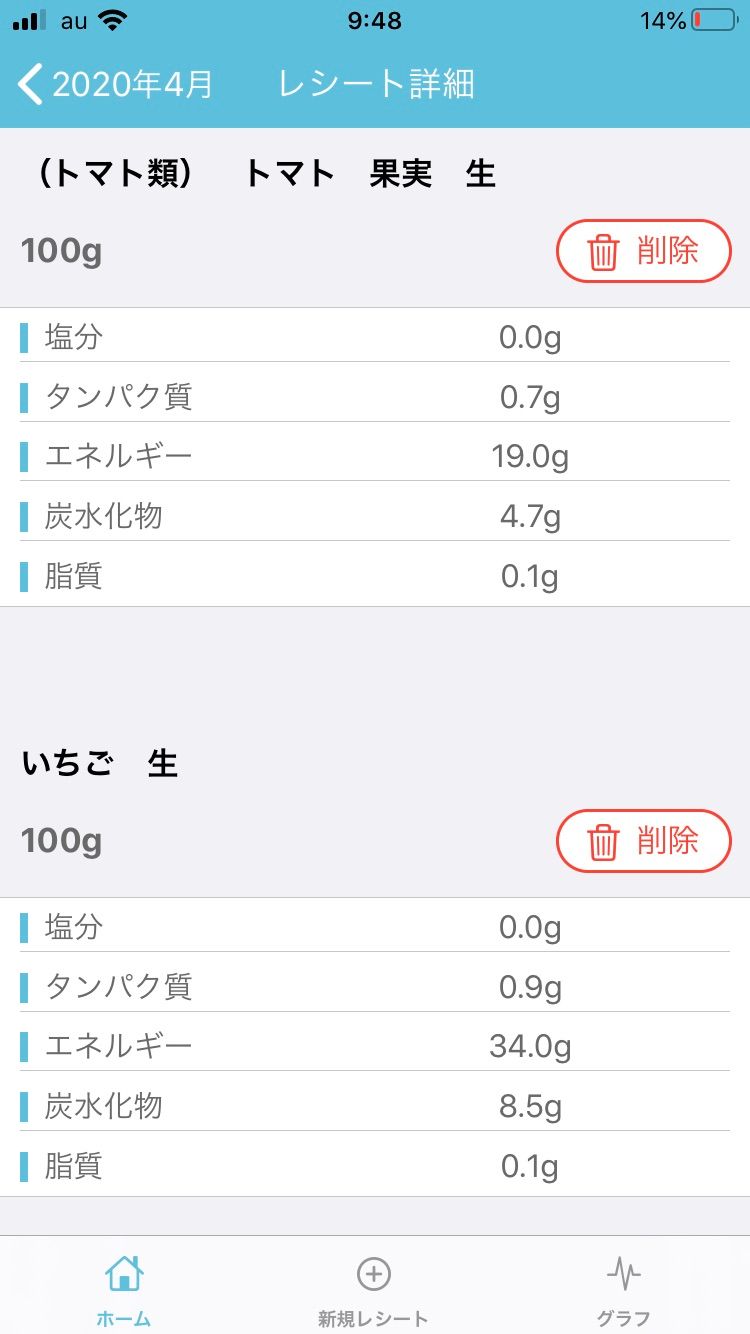 au 9:48 14%
2020年4月 レシート詳細
（トマト類）　トマト　果実　生
100g 削除
塩分 0.0g
タンパク質 0.7g
エネルギー 19.0g
炭水化物 4.7g
脂質 0.1g
いちご　生
100g 削除
塩分 0.0g
タンパク質 0.9g
エネルギー 34.0g
炭水化物 8.5g
脂質 0.1g
ホーム 新規レシート グラフ